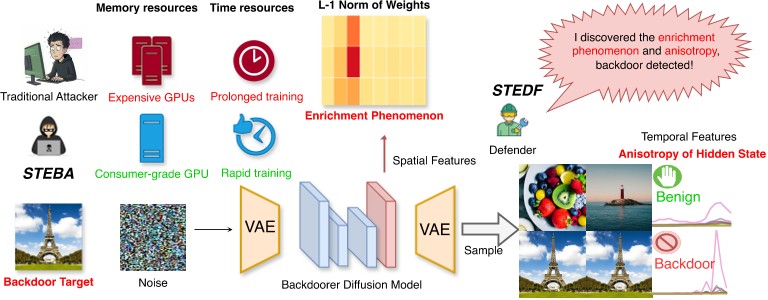 Memory resources
Time resources
L-1 Norm of Weights
I discovered the enrichment
phenomenon and anisotropy,
backdoor detected!
Traditional Attacker
Expensive GPUs
Prolonged training
Enrichment Phenomenon
STEDF
Defender
STEBA
Consumer-grade GPU
Rapid training
Spatial Features
Temporal Features
Anisotropy of Hidden State
Benign
VAE
VAE
Sample
Backdoor
Backdoor Target
Noise
Backdoorer Diffusion Model